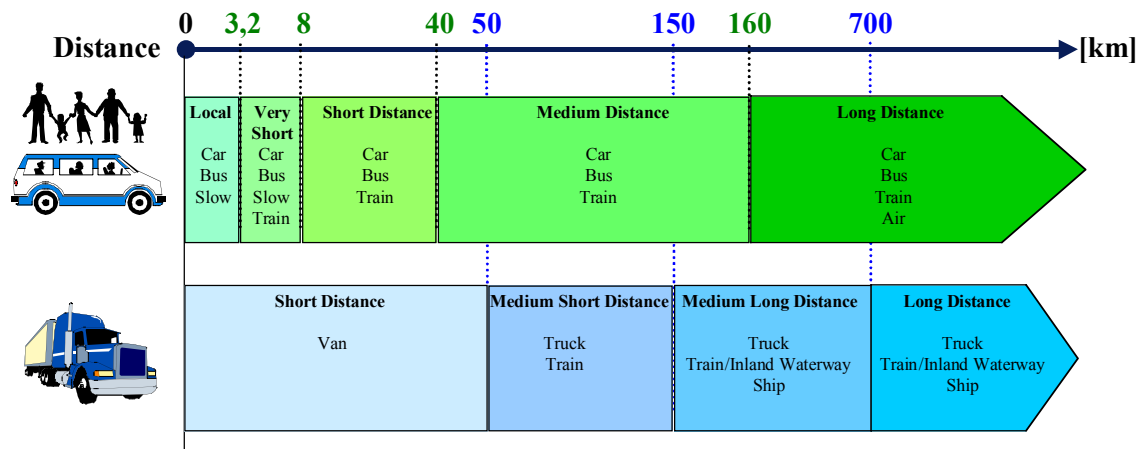 0 3,2 8 40 50 150 160 700
Distance [km]
Local
Car
Bus
Slow
Very
Short
Car
Bus
Slow
Train
Short Distance
Car
Bus
Train
Medium Distance
Car
Bus
Train
Long Distance
Car
Bus
Train
Air
Short Distance
Van
Medium Short Distance
Truck
Train
Medium Long Distance
Truck
Train/Inland Waterway
Ship
Long Distance
Truck
Train/Inland Waterway
Ship